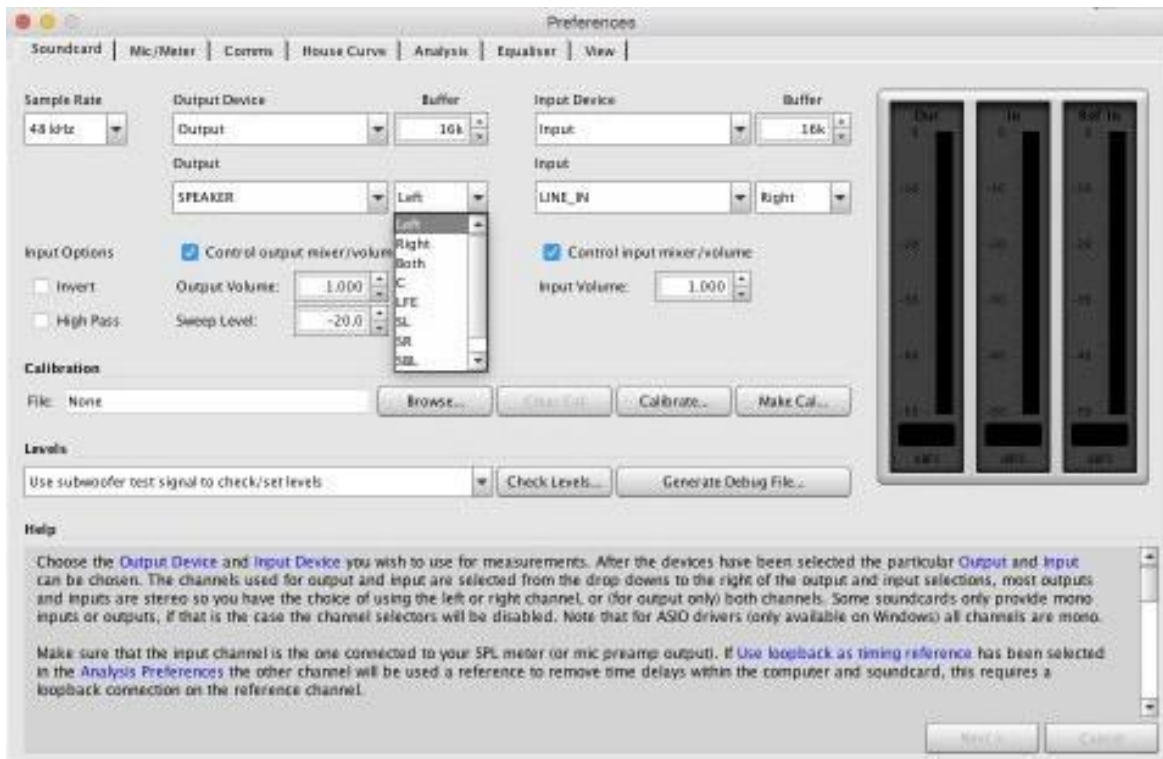 Preferences
Soundcard Mic/Meter Comms House Curve Analysis Equaliser View
Sample Rate Output Device Buffer Input Device Buffer
48 kHz Output 16k Input 16k
Output Input
SPEAKER Left LINE_IN Right
Left
Right
Both
C
LFE
SL
SR
SBL
Input Options Control output mixer/volum Control input mixer/volume
Invert Output Volume: 1.000 Input Volume: 1.000
High Pass Sweep Level: -20.0
Calibration
File: None Browse... Clear Cal Calibrate... Make Cal...
Levels
Use subwoofer test signal to check/set levels Check Levels... Generate Debug File...
Out In Ref In
Help
Choose the Output Device and Input Device you wish to use for measurements. After the devices have been selected the particular Output and Input
can be chosen. The channels used for output and input are selected from the drop downs to the right of the output and input selections, most outputs
and inputs are stereo so you have the choice of using the left or right channel, or (for output only) both channels. Some soundcards only provide mono
inputs or outputs, if that is the case the channel selectors will be disabled. Note that for ASIO drivers (only available on Windows) all channels are mono.
Make sure that the input channel is the one connected to your SPL meter (or mic preamp output). If Use loopback as timing reference has been selected
in the Analysis Preferences the other channel will be used a reference to remove time delays within the computer and soundcard, this requires a
loopback connection on the reference channel.
Next > Cancel